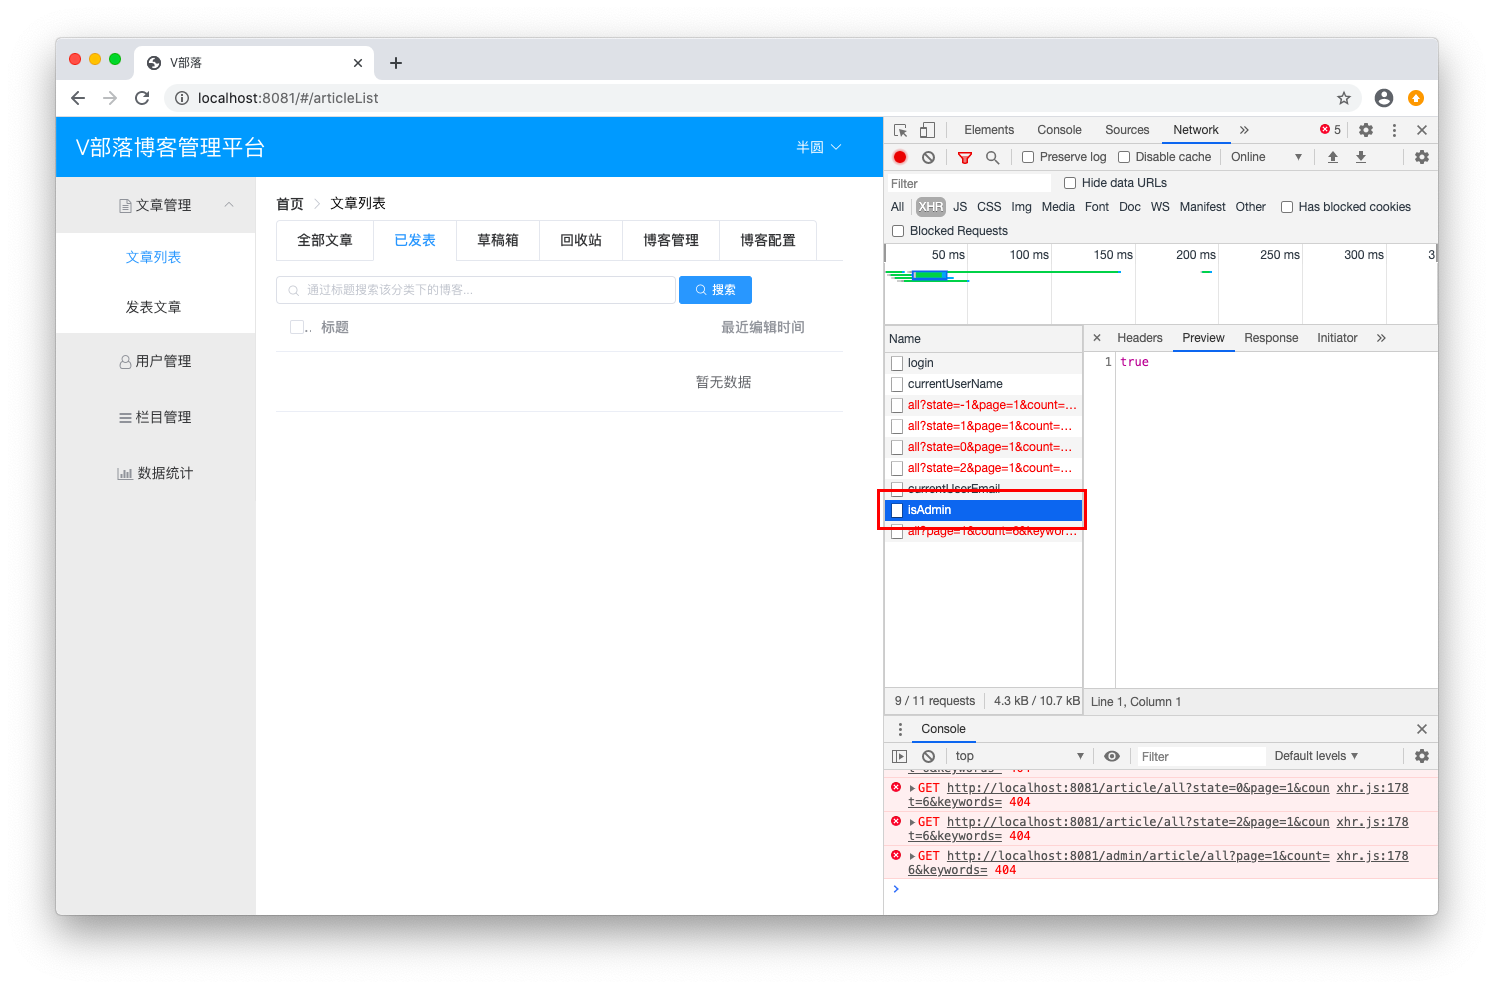 V部落
localhost:8081/#/articleList
V部落博客管理平台
半圆
文章管理
文章列表
发表文章
用户管理
栏目管理
数据统计
首页 文章列表
全部文章 已发表 草稿箱 回收站 博客管理 博客配置
通过标题搜索该分类下的博客... 搜索
.. 标题 最近编辑时间
暂无数据
Elements Console Sources Network 5
Preserve log Disable cache Online
Filter Hide data URLs
All XHR JS CSS Img Media Font Doc WS Manifest Other Has blocked cookies
Blocked Requests
50 ms 100 ms 150 ms 200 ms 250 ms 300 ms 3
Name
login
currentUserName
all?state=-1&page=1&count=...
all?state=1&page=1&count=...
all?state=0&page=1&count=...
all?state=2&page=1&count=...
currentUserEmail
isAdmin
all?page=1&count=6&keywor...
9 / 11 requests 4.3 kB / 10.7 kB
Headers Preview Response Initiator
1 true
Line 1, Column 1
Console
top Filter Default levels
t=6&keywords= 404
GET http://localhost:8081/article/all?state=0&page=1&coun xhr.js:178
t=6&keywords= 404
GET http://localhost:8081/article/all?state=2&page=1&coun xhr.js:178
t=6&keywords= 404
GET http://localhost:8081/admin/article/all?page=1&count= xhr.js:178
6&keywords= 404